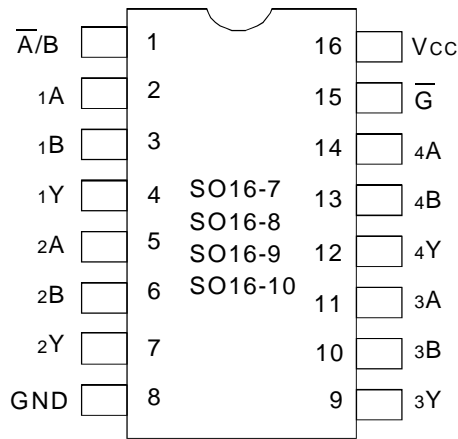 A̅/B 1 16 Vcc
1A 2 15 G̅
1B 3 14 4A
1Y 4 SO16-7 13 4B
2A 5 SO16-8 12 4Y
2B 6 SO16-9 11 3A
SO16-10
2Y 7 10 3B
GND 8 9 3Y